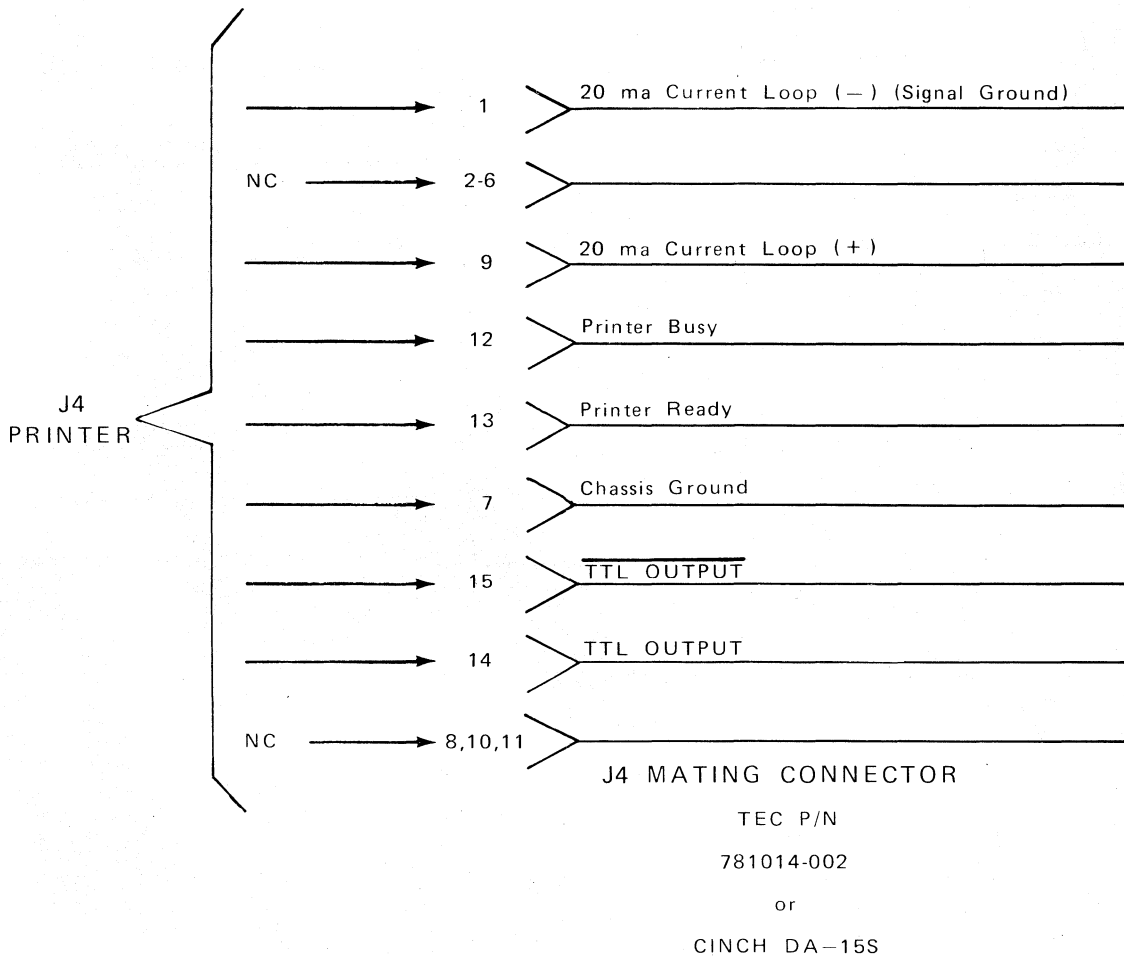 1 20 ma Current Loop (—) (Signal Ground)
NC 2-6
9 20 ma Current Loop (+)
12 Printer Busy
J4
PRINTER
13 Printer Ready
7 Chassis Ground
15 TTL OUTPUT
14 TTL OUTPUT
NC 8,10,11
J4 MATING CONNECTOR
TEC P/N
781014-002
or
CINCH DA—15S